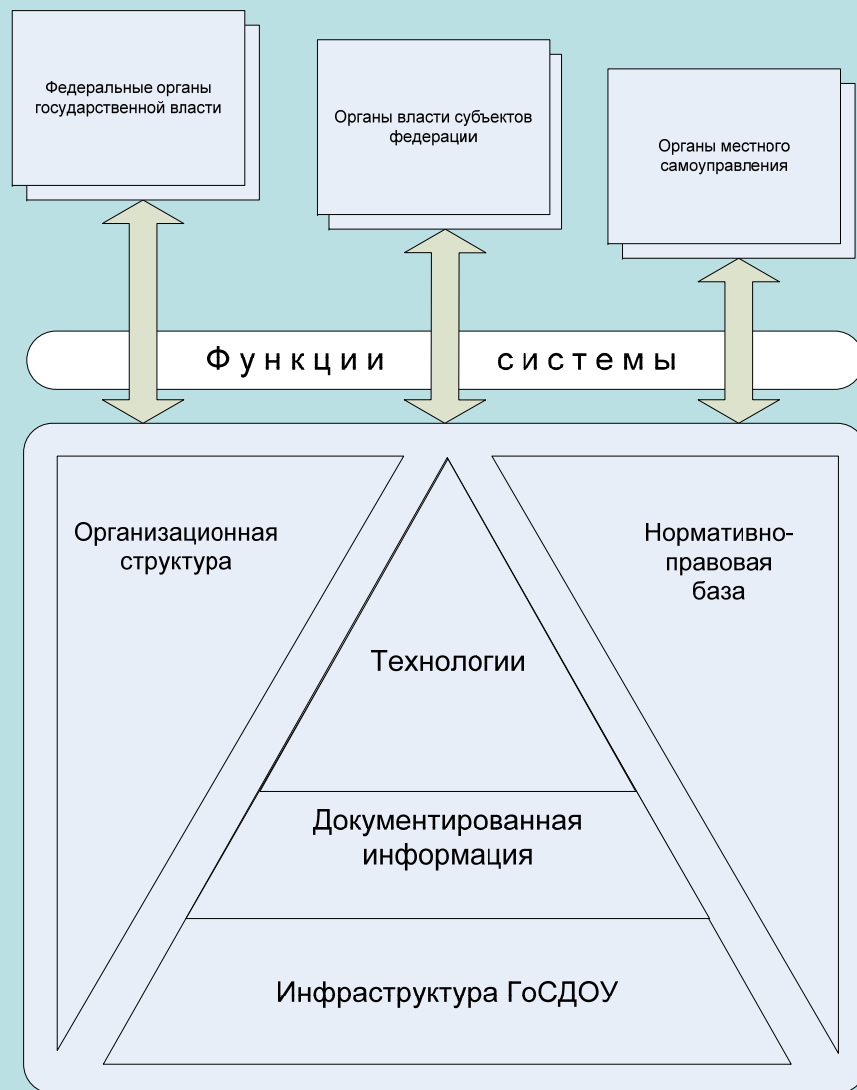 Федеральные органы
государственной власти
Органы власти субъектов
федерации
Органы местного
самоуправления
Функции системы
Организационная
структура
Нормативно-
правовая
база
Технологии
Документированная
информация
Инфраструктура ГоСДОУ